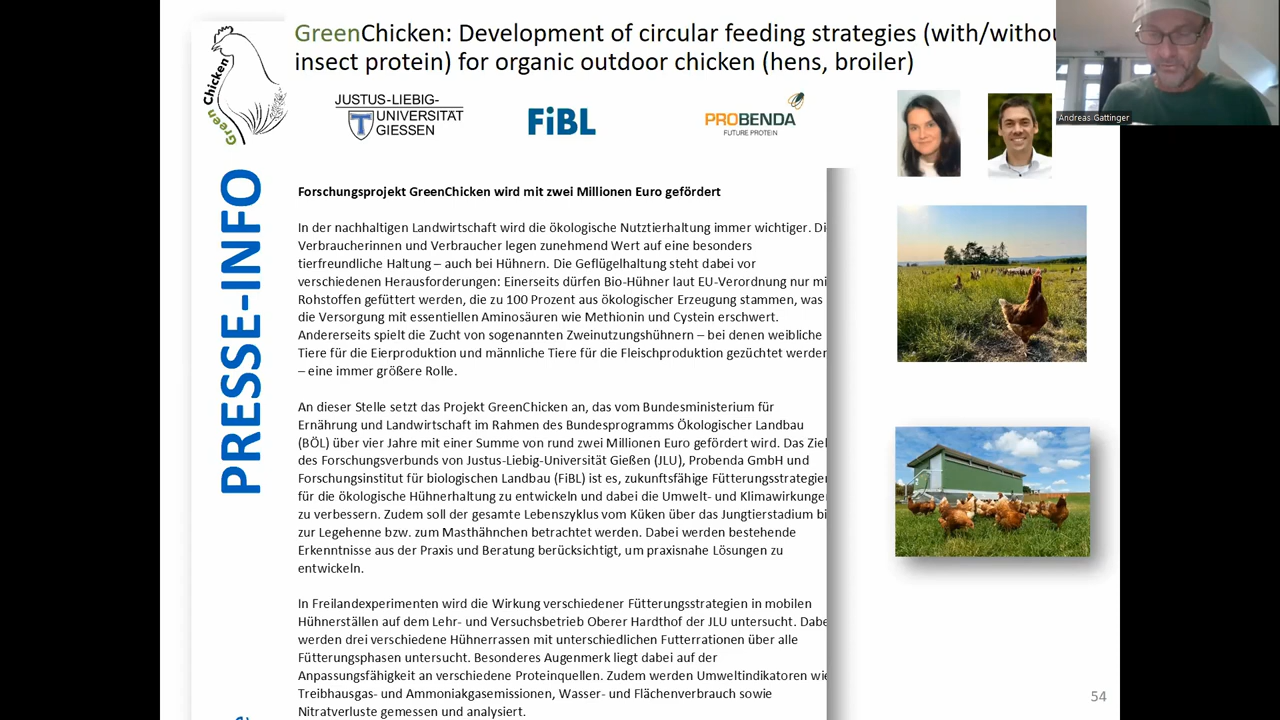 GreenChicken: Development of circular feeding strategies (with/withou
insect protein) for organic outdoor chicken (hens, broiler)
Green Chicken
JUSTUS-LIEBIG-
UNIVERSITÄT
GIESSEN
FiBL
PROBENDA
FUTURE PROTEIN
Andreas Gattinger
PRESSE-INFO
Forschungsprojekt GreenChicken wird mit zwei Millionen Euro gefördert
In der nachhaltigen Landwirtschaft wird die ökologische Nutztierhaltung immer wichtiger. Di
Verbraucherinnen und Verbraucher legen zunehmend Wert auf eine besonders
tierfreundliche Haltung – auch bei Hühnern. Die Geflügelhaltung steht dabei vor
verschiedenen Herausforderungen: Einerseits dürfen Bio-Hühner laut EU-Verordnung nur mi
Rohstoffen gefüttert werden, die zu 100 Prozent aus ökologischer Erzeugung stammen, was
die Versorgung mit essentiellen Aminosäuren wie Methionin und Cystein erschwert.
Andererseits spielt die Zucht von sogenannten Zweinutzungshühnern – bei denen weibliche
Tiere für die Eierproduktion und männliche Tiere für die Fleischproduktion gezüchtet werden
– eine immer größere Rolle.
An dieser Stelle setzt das Projekt GreenChicken an, das vom Bundesministerium für
Ernährung und Landwirtschaft im Rahmen des Bundesprogramms Ökologischer Landbau
(BÖL) über vier Jahre mit einer Summe von rund zwei Millionen Euro gefördert wird. Das Ziel
des Forschungsverbunds von Justus-Liebig-Universität Gießen (JLU), Probenda GmbH und
Forschungsinstitut für biologischen Landbau (FiBL) ist es, zukunftsfähige Fütterungsstrategien
für die ökologische Hühnerhaltung zu entwickeln und dabei die Umwelt- und Klimawirkunge
zu verbessern. Zudem soll der gesamte Lebenszyklus vom Küken über das Jungtierstadium bi
zur Legehenne bzw. zum Masthähnchen betrachtet werden. Dabei werden bestehende
Erkenntnisse aus der Praxis und Beratung berücksichtigt, um praxisnahe Lösungen zu
entwickeln.
In Freilandexperimenten wird die Wirkung verschiedener Fütterungsstrategien in mobilen
Hühnerställen auf dem Lehr- und Versuchsbetrieb Oberer Hardthof der JLU untersucht. Dabe
werden drei verschiedene Hühnerrassen mit unterschiedlichen Futterrationen über alle
Fütterungsphasen untersucht. Besonderes Augenmerk liegt dabei auf der
Anpassungsfähigkeit an verschiedene Proteinquellen. Zudem werden Umweltindikatoren wie
Treibhausgas- und Ammoniakgasemissionen, Wasser- und Flächenverbrauch sowie
Nitratverluste gemessen und analysiert.
54